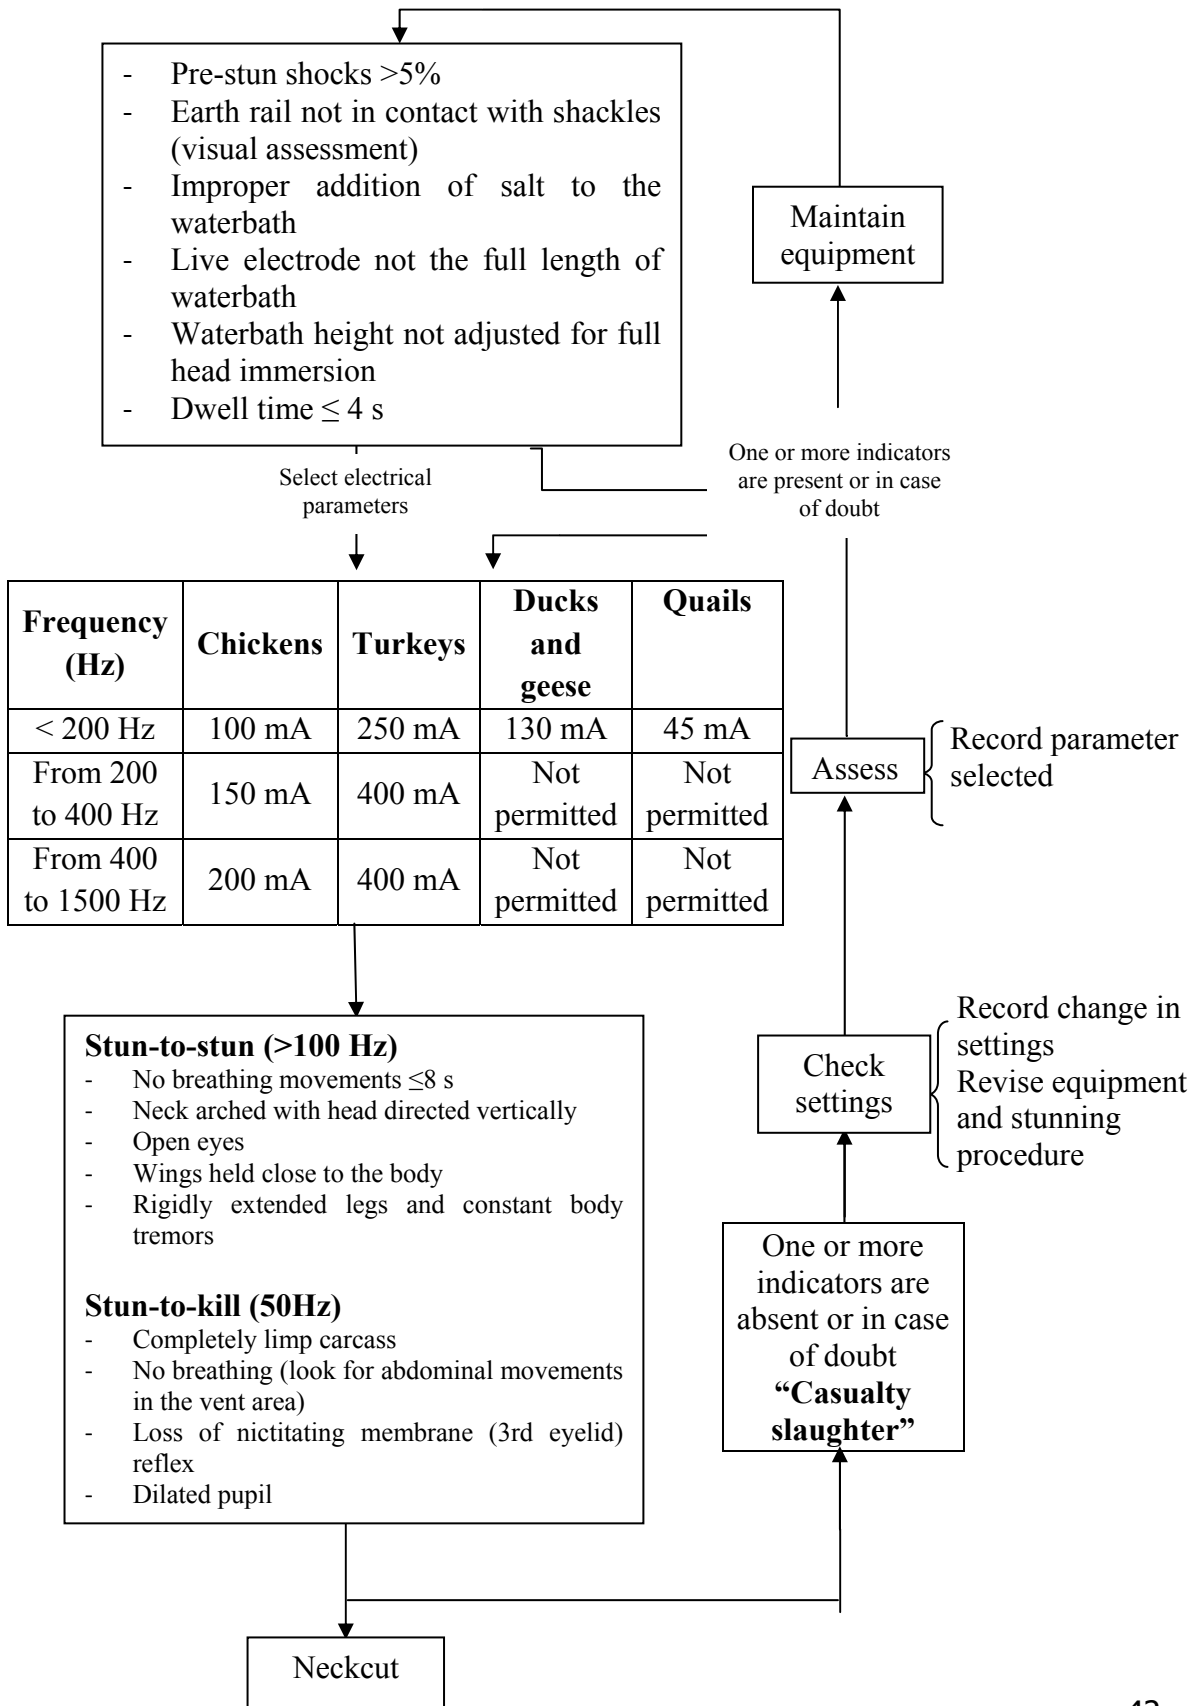 - Pre-stun shocks >5%
- Earth rail not in contact with shackles
(visual assessment)
- Improper addition of salt to the
waterbath
- Live electrode not the full length of
waterbath
- Waterbath height not adjusted for full
head immersion
- Dwell time ≤ 4 s
Maintain
equipment
Select electrical
parameters
One or more indicators
are present or in case
of doubt
Frequency
(Hz)
Chickens
Turkeys
Ducks
and
geese
Quails
< 200 Hz 100 mA 250 mA 130 mA 45 mA
From 200
to 400 Hz
150 mA
400 mA
Not
permitted
Not
permitted
From 400
to 1500 Hz
200 mA
400 mA
Not
permitted
Not
permitted
Assess
Record parameter
selected
Stun-to-stun (>100 Hz)
- No breathing movements ≤8 s
- Neck arched with head directed vertically
- Open eyes
- Wings held close to the body
- Rigidly extended legs and constant body
tremors
Stun-to-kill (50Hz)
- Completely limp carcass
- No breathing (look for abdominal movements
in the vent area)
- Loss of nictitating membrane (3rd eyelid)
reflex
- Dilated pupil
Check
settings
Record change in
settings
Revise equipment
and stunning
procedure
One or more
indicators are
absent or in case
of doubt
“Casualty
slaughter”
Neckcut